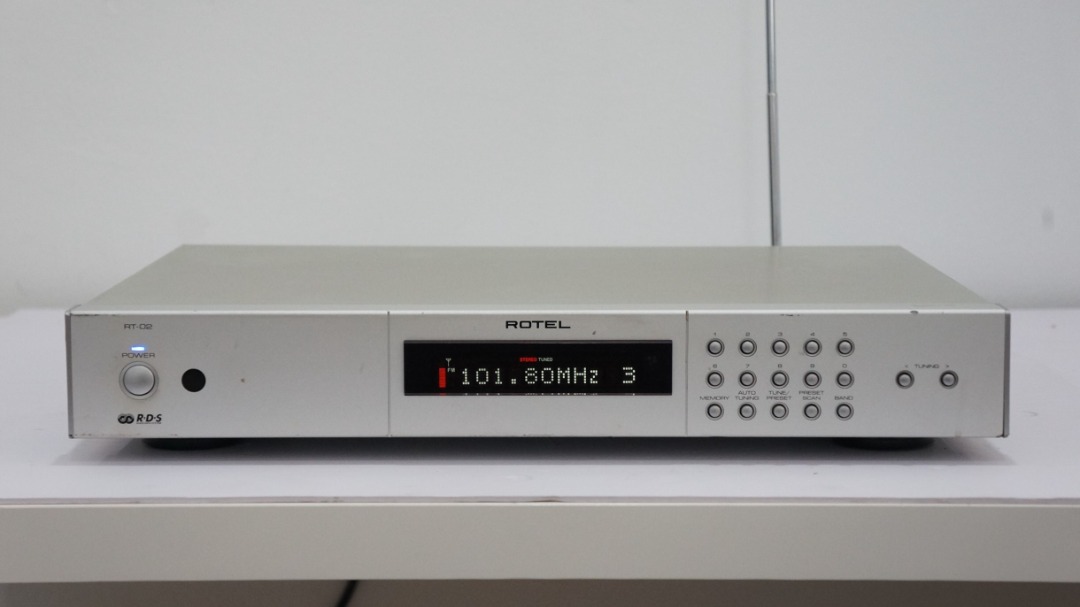 RT-02
POWER
R·D·S
ROTEL
STEREO TUNED
FM
101.80MHz 3
1 2 3 4 5
6 7 8 9 0
MEMORY AUTO TUNING TUNE/PRESET PRESET SCAN BAND
< TUNING >